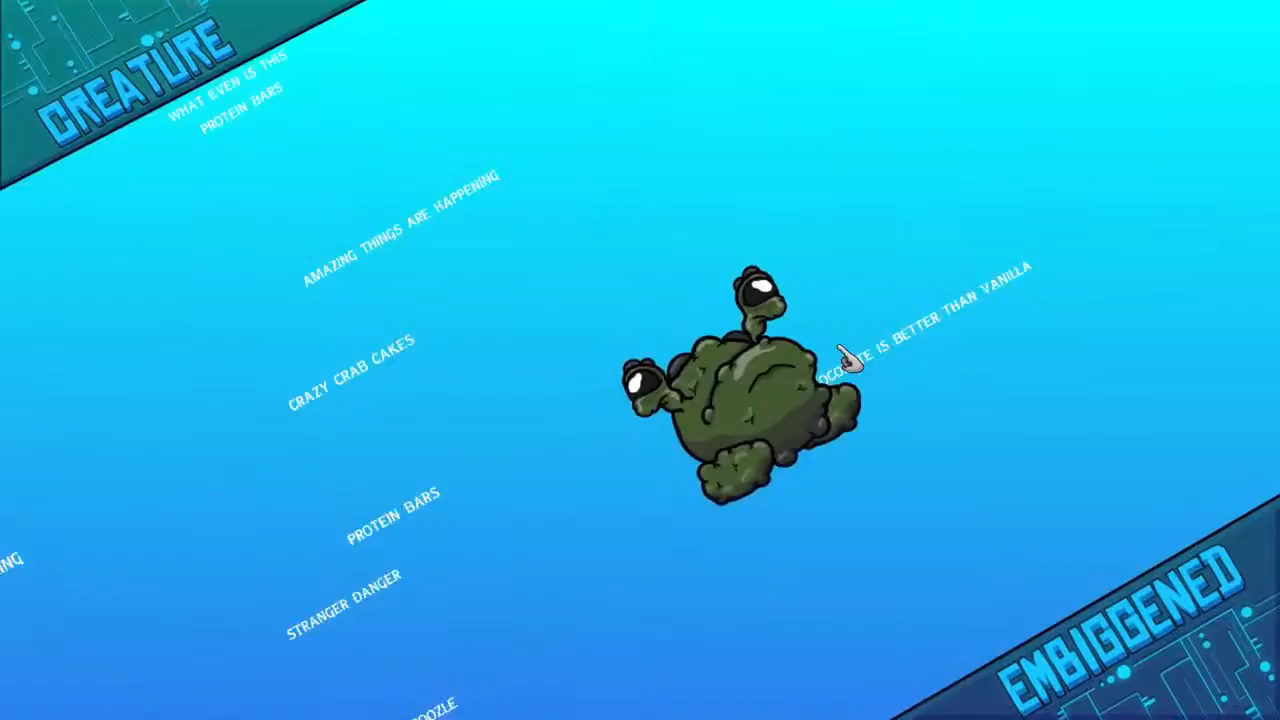 CREATURE
WHAT EVEN IS THIS
PROTEIN BARS
AMAZING THINGS ARE HAPPENING
IS BETTER THAN VANILLA
CRAZY CRAB CAKES
PROTEIN BARS
STRANGER DANGER
EMBIGGENED